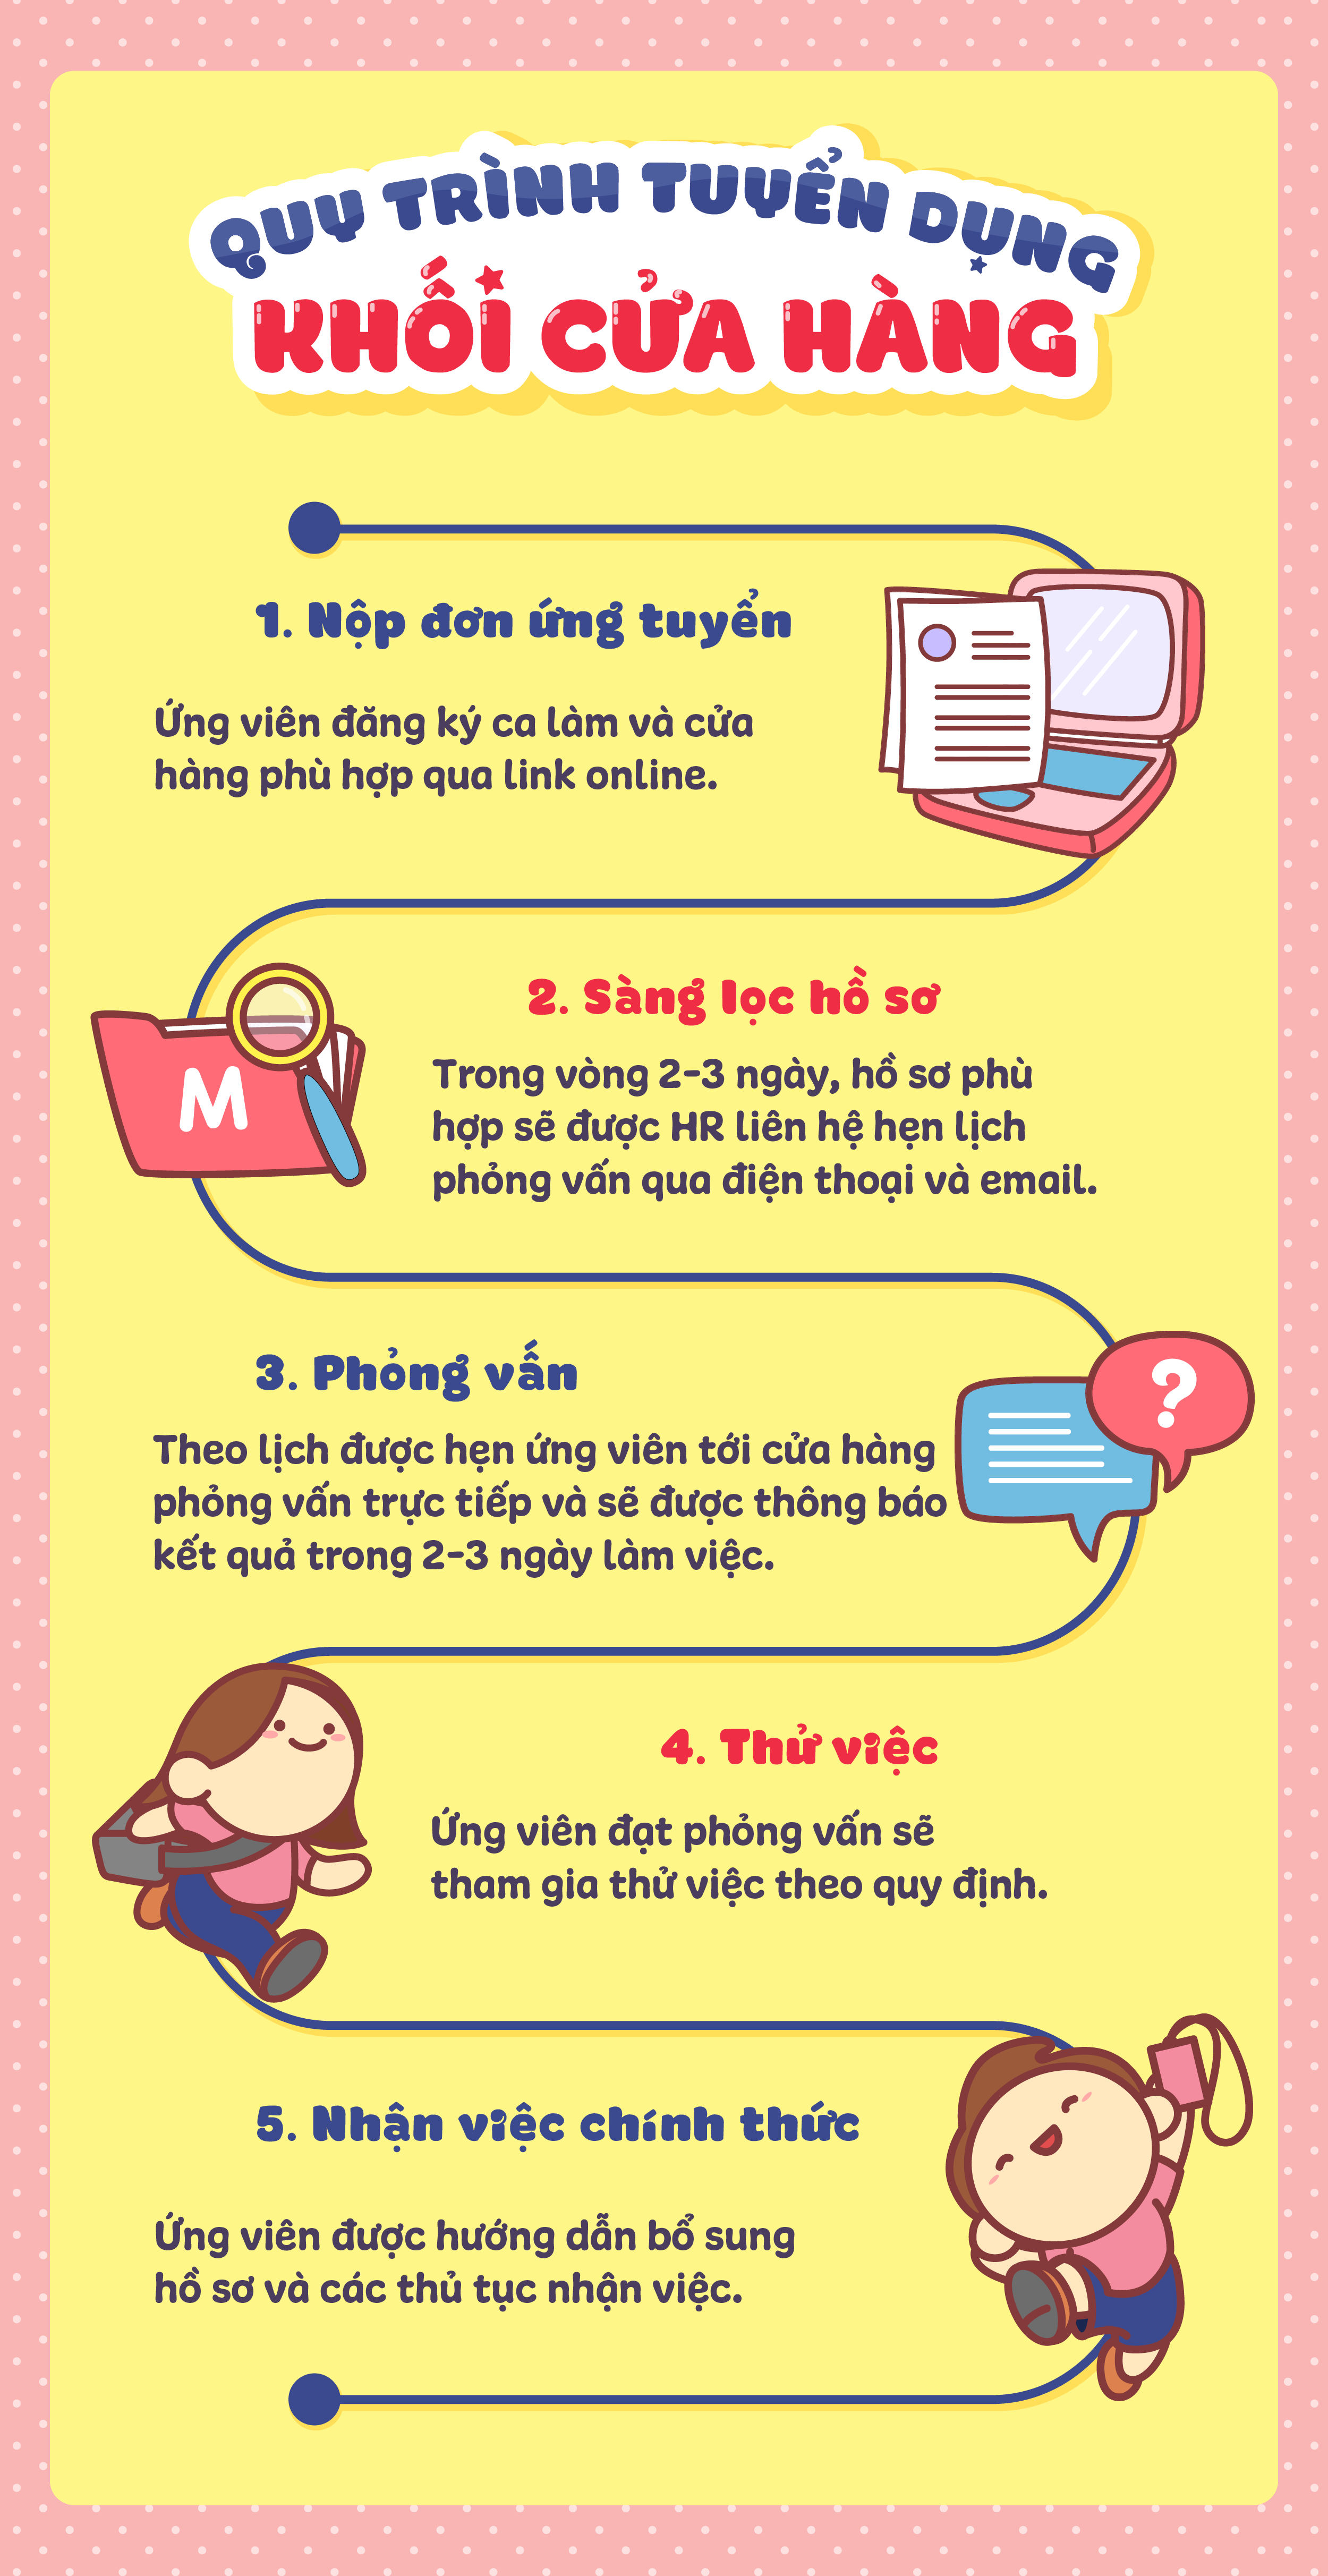 QUY TRÌNH TUYỂN DỤNG
KHỐI CỬA HÀNG
1. Nộp đơn ứng tuyển
Ứng viên đăng ký ca làm và cửa
hàng phù hợp qua link online.
2. Sàng lọc hồ sơ
Trong vòng 2-3 ngày, hồ sơ phù
hợp sẽ được HR liên hệ hẹn lịch
phỏng vấn qua điện thoại và email.
M
3. Phỏng vấn
Theo lịch được hẹn ứng viên tới cửa hàng
phỏng vấn trực tiếp và sẽ được thông báo
kết quả trong 2-3 ngày làm việc.
?
4. Thử việc
Ứng viên đạt phỏng vấn sẽ
tham gia thử việc theo quy định.
5. Nhận việc chính thức
Ứng viên được hướng dẫn bổ sung
hồ sơ và các thủ tục nhận việc.